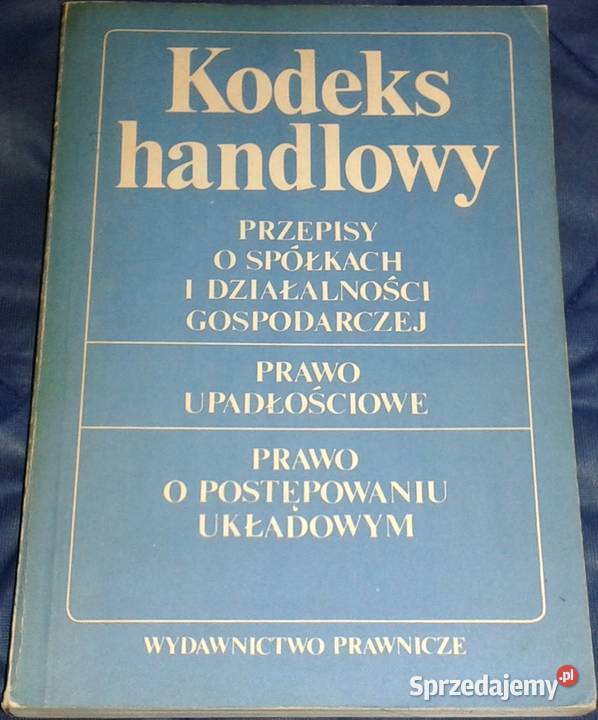 Kodeks
handlowy
PRZEPISY
O SPÓŁKACH
I DZIAŁALNOŚCI
GOSPODARCZEJ
PRAWO
UPADŁOŚCIOWE
PRAWO
O POSTĘPOWANIU
UKŁADOWYM
WYDAWNICTWO PRAWNICZE
Sprzedajemy.pl